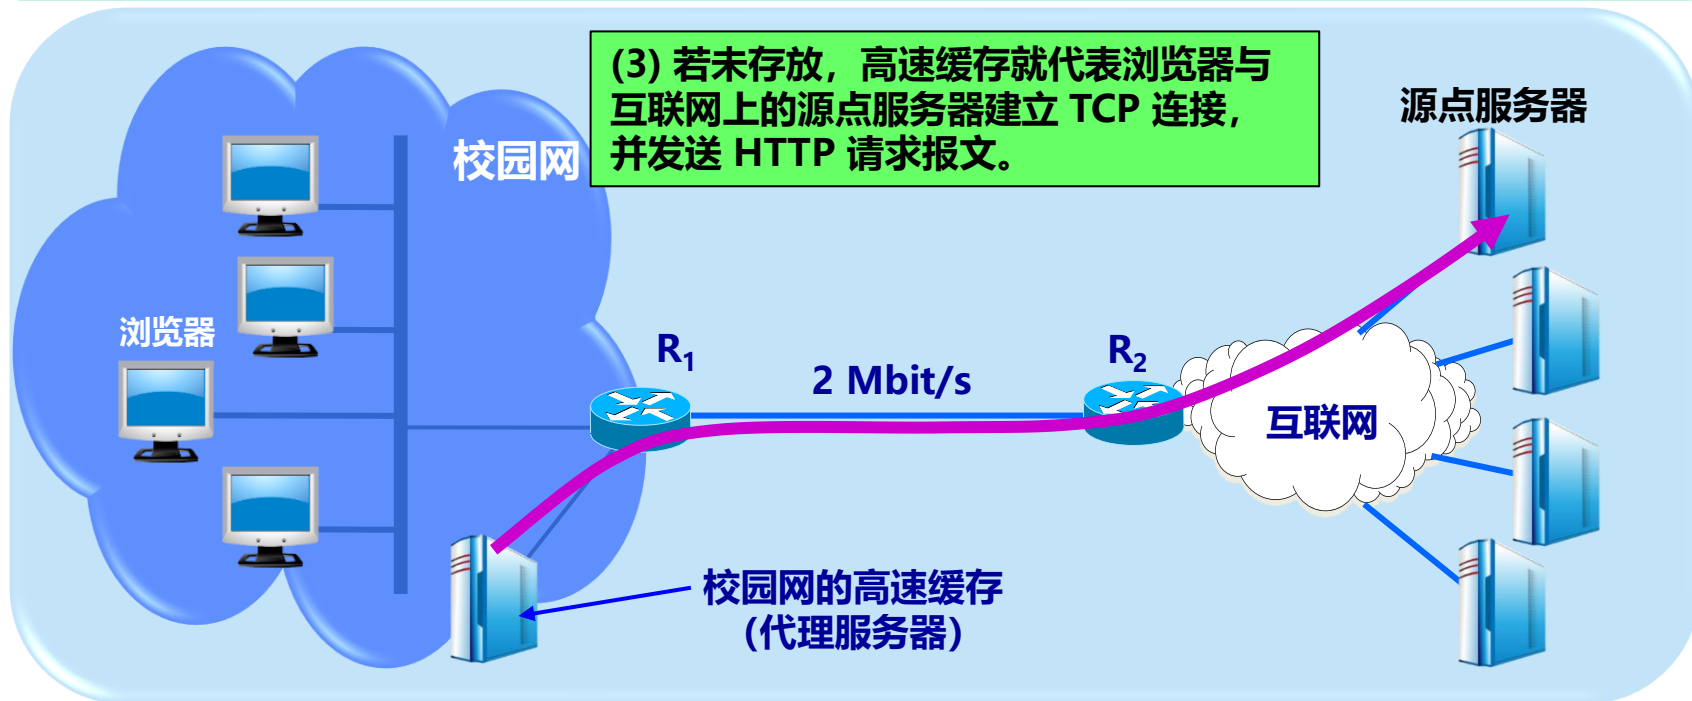 (3) 若未存放，高速缓存就代表浏览器与
互联网上的源点服务器建立 TCP 连接，
并发送 HTTP 请求报文。
源点服务器
校园网
浏览器
R₁
2 Mbit/s
R₂
互联网
校园网的高速缓存
(代理服务器)